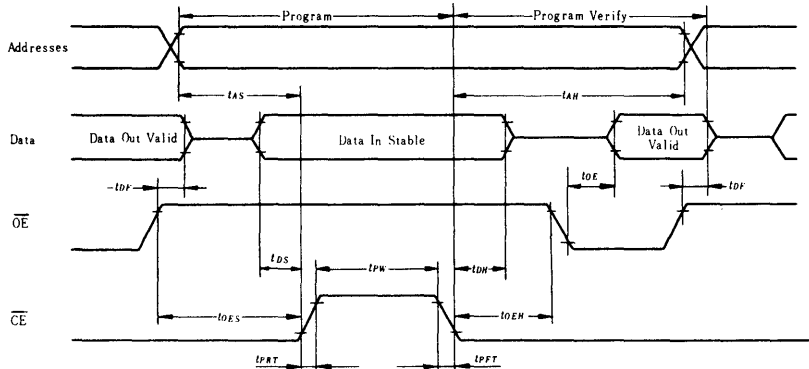 Program
Program Verify
Addresses
tAS
tAH
Data
Data Out Valid
Data In Stable
Data Out
Valid
tDF
tOE
tDF
OE
tDS
tPW
tDH
CE
tOES
tOEH
tPRT
tPFT